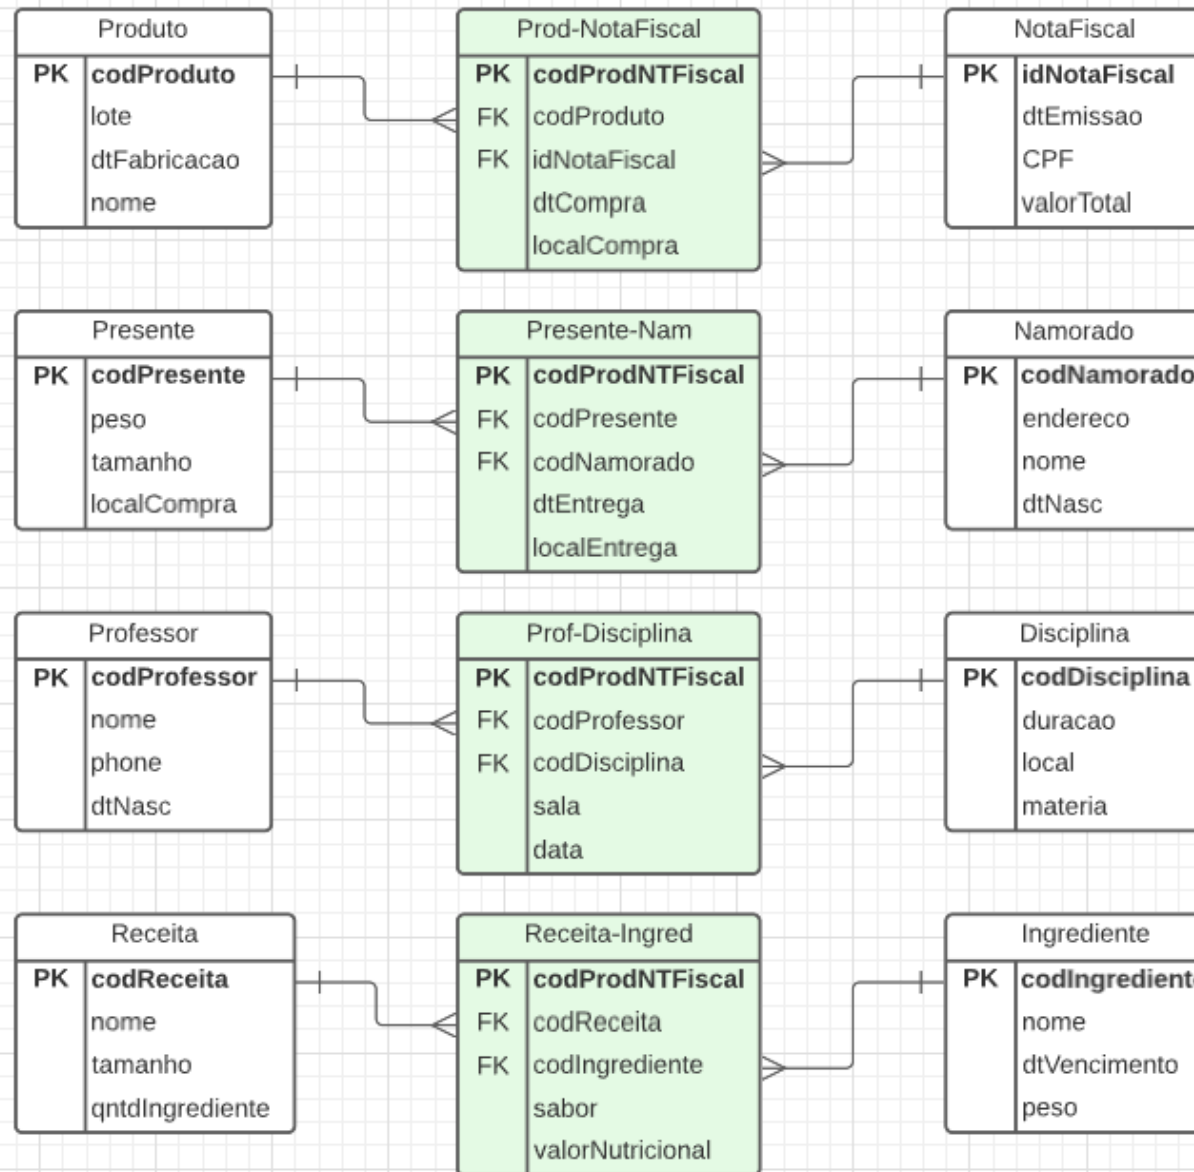 Produto
PK codProduto
lote
dtFabricacao
nome
Prod-NotaFiscal
PK codProdNTFiscal
FK codProduto
FK idNotaFiscal
dtCompra
localCompra
NotaFiscal
PK idNotaFiscal
dtEmissao
CPF
valorTotal
Presente
PK codPresente
peso
tamanho
localCompra
Presente-Nam
PK codProdNTFiscal
FK codPresente
FK codNamorado
dtEntrega
localEntrega
Namorado
PK codNamorado
endereco
nome
dtNasc
Professor
PK codProfessor
nome
phone
dtNasc
Prof-Disciplina
PK codProdNTFiscal
FK codProfessor
FK codDisciplina
sala
data
Disciplina
PK codDisciplina
duracao
local
materia
Receita
PK codReceita
nome
tamanho
qntdIngrediente
Receita-Ingred
PK codProdNTFiscal
FK codReceita
FK codIngrediente
sabor
valorNutricional
Ingrediente
PK codIngrediente
nome
dtVencimento
peso